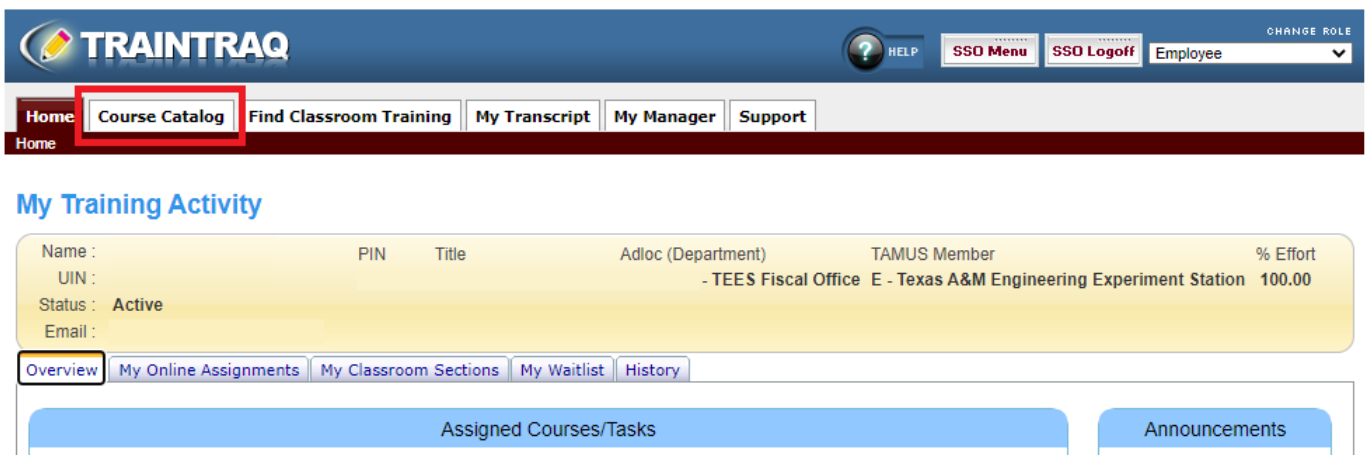 TRAINTRAQ
? HELP
SSO Menu
SSO Logoff
CHANGE ROLE
Employee
Home
Course Catalog
Find Classroom Training
My Transcript
My Manager
Support
Home
My Training Activity
Name : PIN Title Adloc (Department) TAMUS Member % Effort
UIN : - TEES Fiscal Office E - Texas A&M Engineering Experiment Station 100.00
Status : Active
Email :
Overview
My Online Assignments
My Classroom Sections
My Waitlist
History
Assigned Courses/Tasks
Announcements